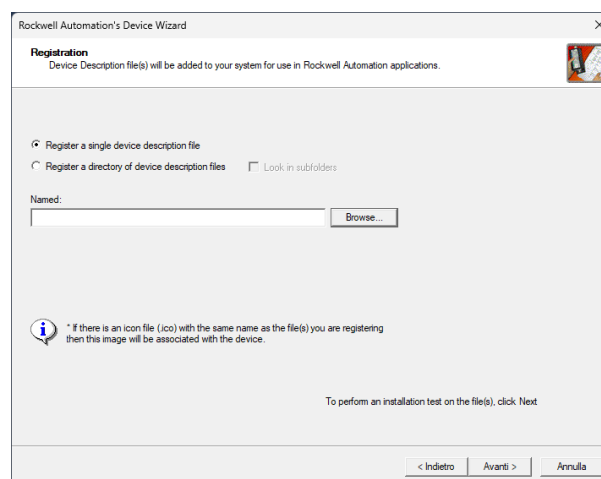 Rockwell Automation's Device Wizard
Registration
Device Description file(s) will be added to your system for use in Rockwell Automation applications.
Register a single device description file
Register a directory of device description files
Look in subfolders
Named:
Browse...
* If there is an icon file (.ico) with the same name as the file(s) you are registering
then this image will be associated with the device.
To perform an installation test on the file(s), click Next
< Indietro
Avanti >
Annulla